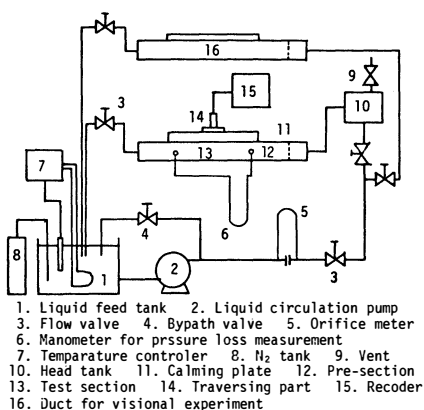 16
9
15
10
3
14
11
13
12
7
5
6
4
8
1
2
3
1. Liquid feed tank 2. Liquid circulation pump
3. Flow valve 4. Bypath valve 5. Orifice meter
6. Manometer for prssure loss measurement
7. Temparature controler 8. N₂ tank 9. Vent
10. Head tank 11. Calming plate 12. Pre-section
13. Test section 14. Traversing part 15. Recoder
16. Duct for visional experiment